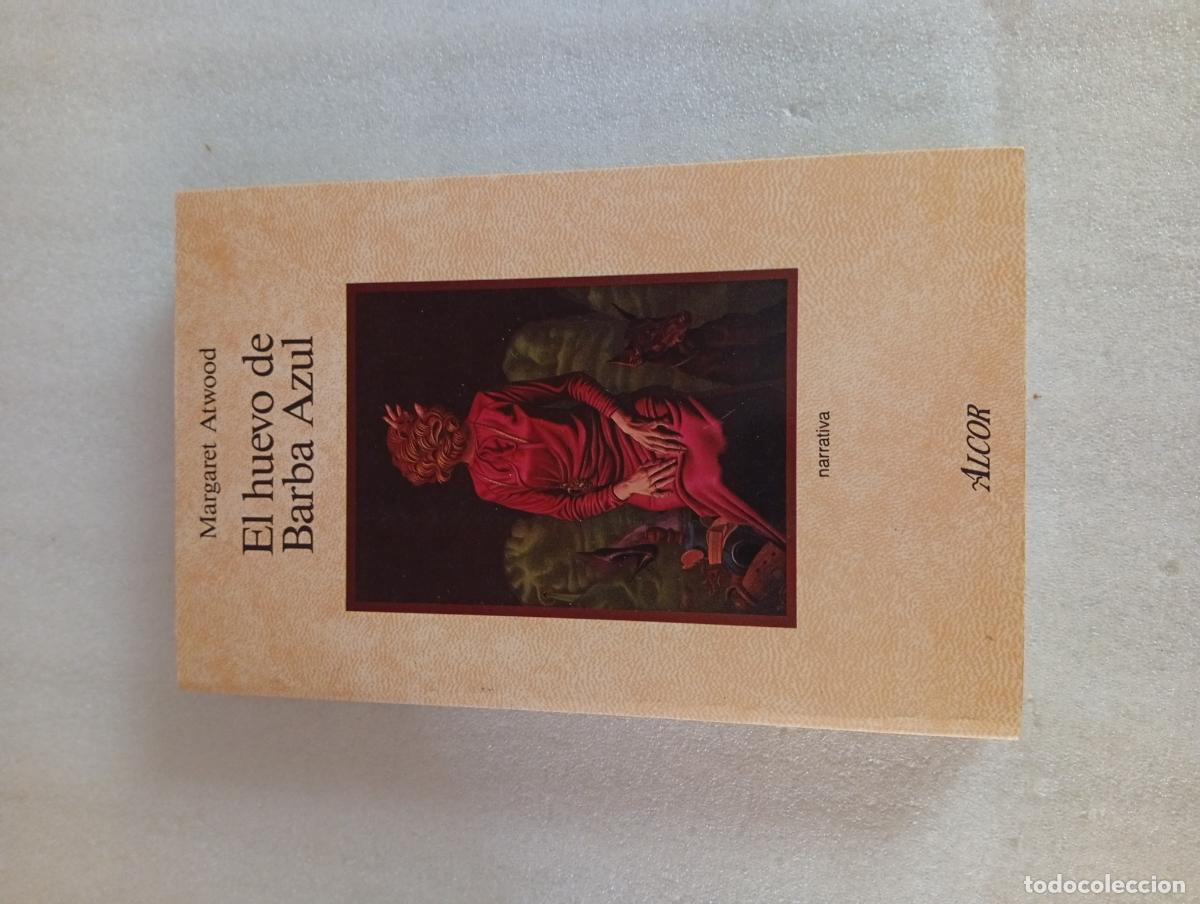 Margaret Atwood
El huevo de
Barba Azul
narrativa
ALCOR
todocoleccion